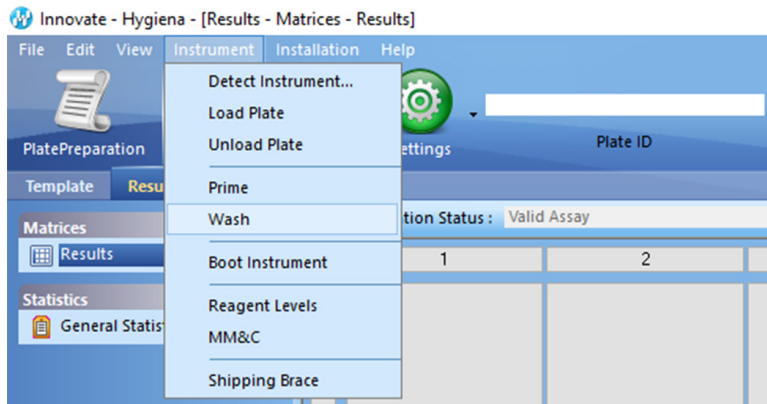 Innovate - Hygiena - [Results - Matrices - Results]
File Edit View Instrument Installation Help
Detect Instrument...
Load Plate
Unload Plate
Prime
Wash
Boot Instrument
Reagent Levels
MM&C
Shipping Brace
PlatePreparation
ettings
Plate ID
Template Resu
Matrices
Results
tion Status : Valid Assay
1 2
Statistics
General Statis